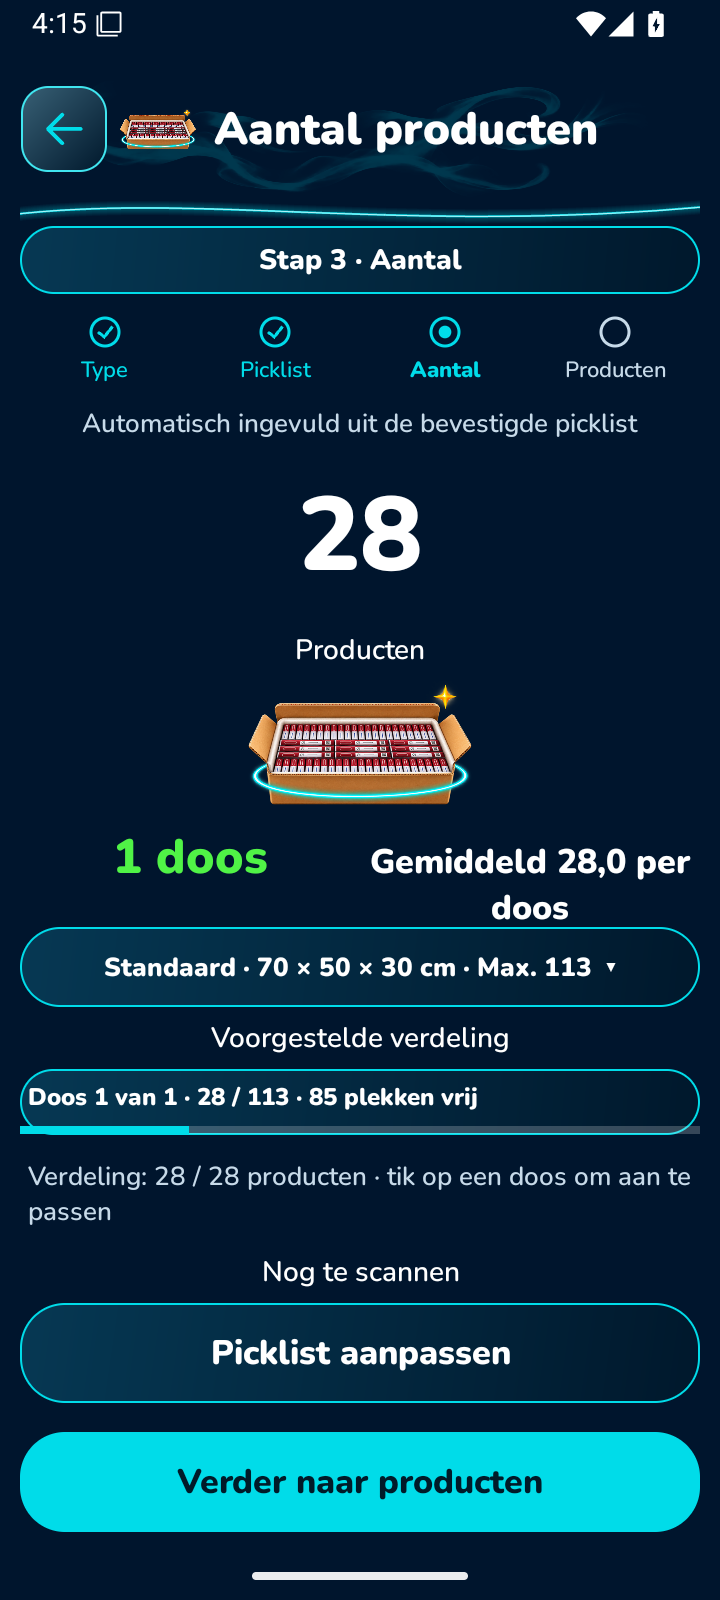 4:15
Aantal producten
Stap 3 · Aantal
Type
Picklist
Aantal
Producten
Automatisch ingevuld uit de bevestigde picklist
28
Producten
1 doos
Gemiddeld 28,0 per
doos
Standaard · 70 × 50 × 30 cm · Max. 113 ▼
Voorgestelde verdeling
Doos 1 van 1 · 28 / 113 · 85 plekken vrij
Verdeling: 28 / 28 producten · tik op een doos om aan te
passen
Nog te scannen
Picklist aanpassen
Verder naar producten